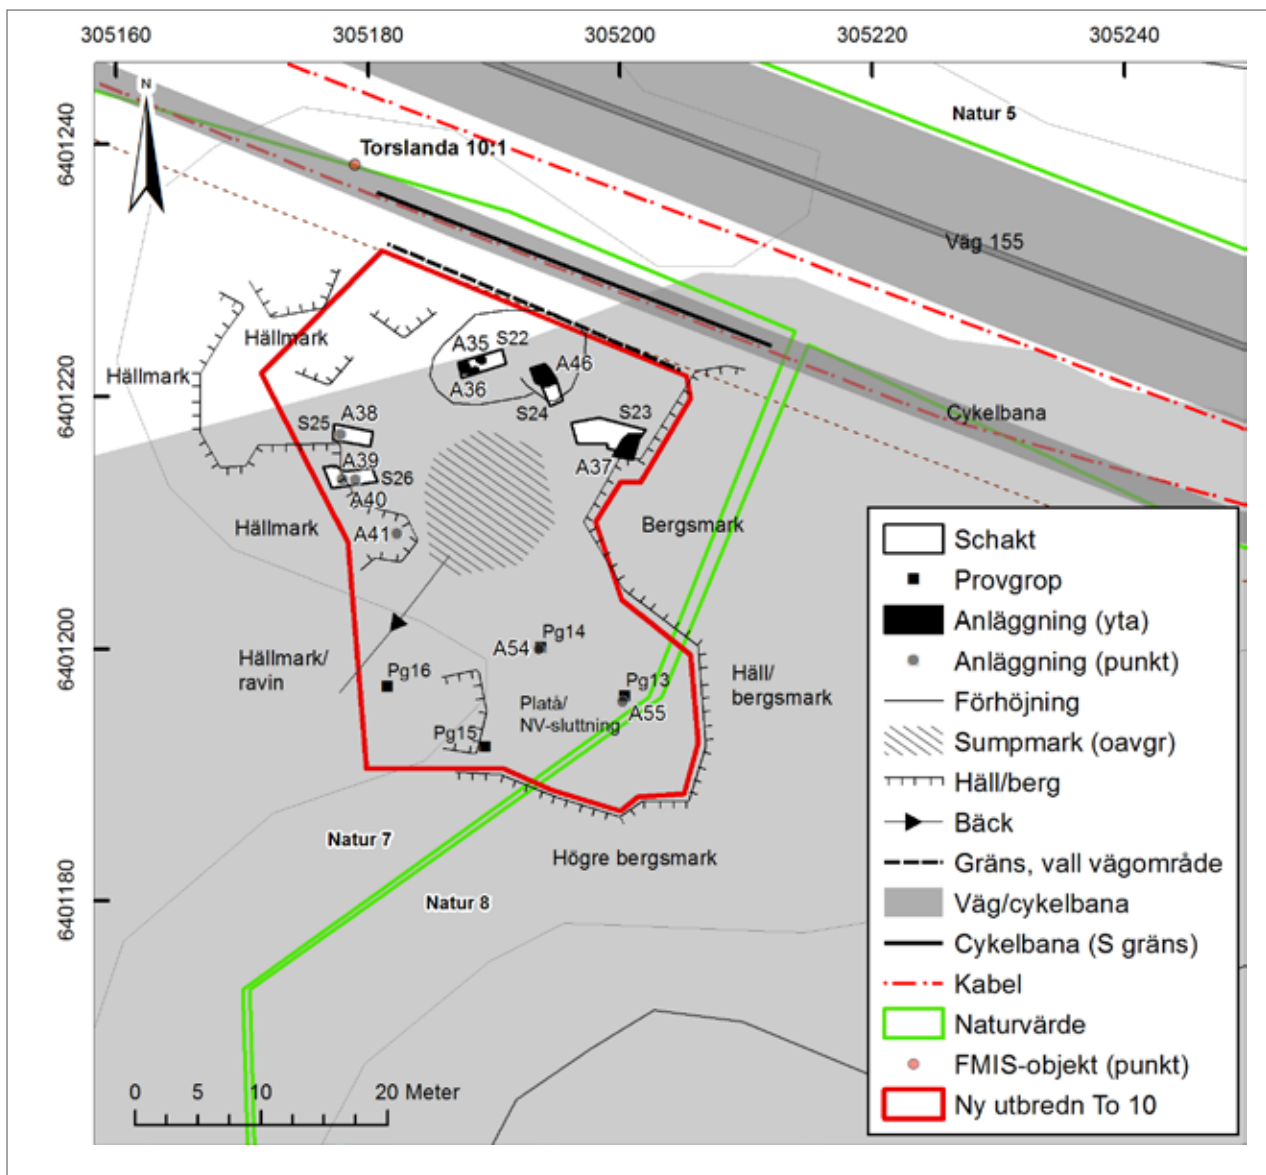 305160 305180 305200 305220 305240
6401240
6401220
6401200
6401180
N
Natur 5
Torslanda 10:1
Väg 155
Hällmark
Hällmark
A35
S22
A46
A36
S24
Cykelbana
S25
A38
S23
A39
A37
S26
A40
Hällmark
A41
Bergsmark
Pg14
A54
Hällmark/
ravin
Pg16
Pg13
Häll/
bergsmark
Platå/
NV-sluttning
A55
Pg15
Natur 7
Högre bergsmark
Natur 8
0 5 10 20 Meter
Schakt
Provgrop
Anläggning (yta)
Anläggning (punkt)
Förhöjning
Sumpmark (oavgr)
Häll/berg
Bäck
Gräns, vall vägområde
Väg/cykelbana
Cykelbana (S gräns)
Kabel
Naturvärde
FMIS-objekt (punkt)
Ny utbredn To 10